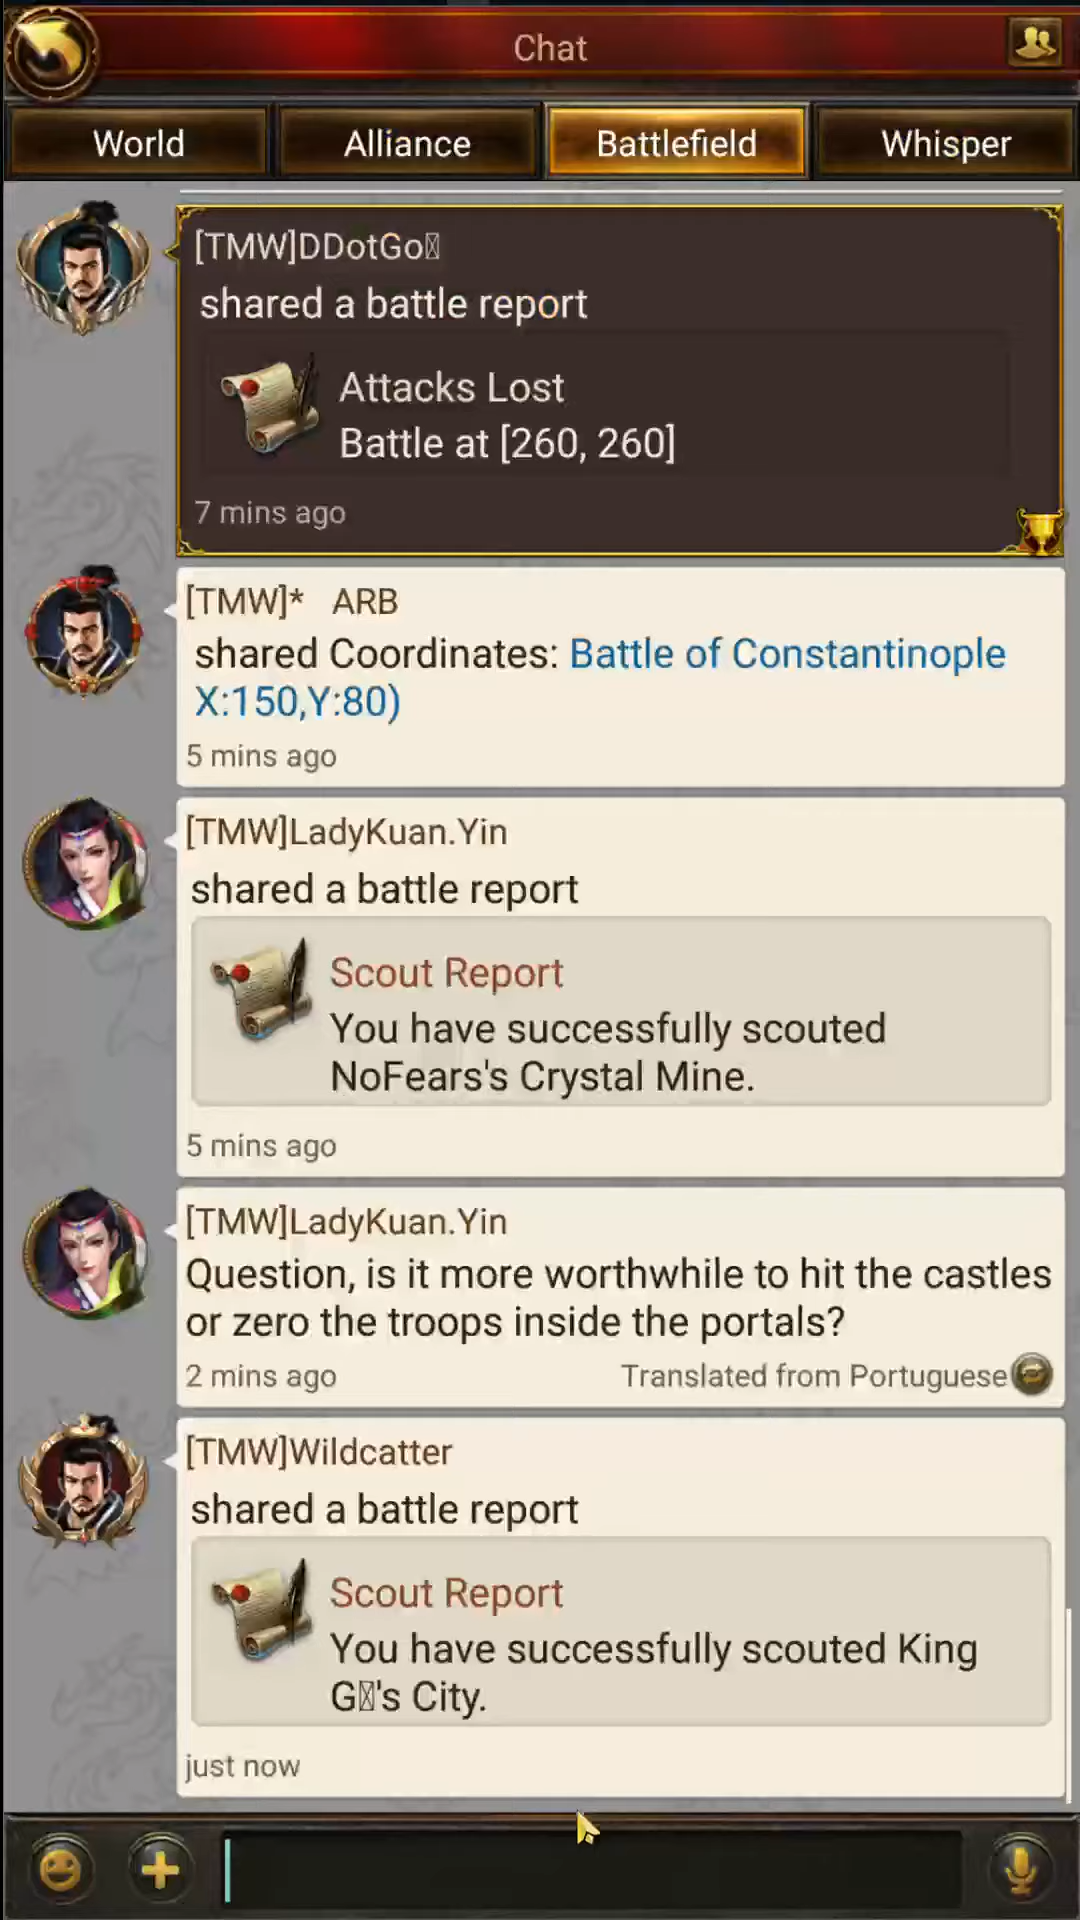 Chat
World
Alliance
Battlefield
Whisper
[TMW]DDotGo
shared a battle report
Attacks Lost
Battle at [260, 260]
7 mins ago
[TMW]* ARB
shared Coordinates: Battle of Constantinople
X:150,Y:80)
5 mins ago
[TMW]LadyKuan.Yin
shared a battle report
Scout Report
You have successfully scouted
NoFears's Crystal Mine.
5 mins ago
[TMW]LadyKuan.Yin
Question, is it more worthwhile to hit the castles
or zero the troops inside the portals?
2 mins ago
Translated from Portuguese
[TMW]Wildcatter
shared a battle report
Scout Report
You have successfully scouted King
G's City.
just now